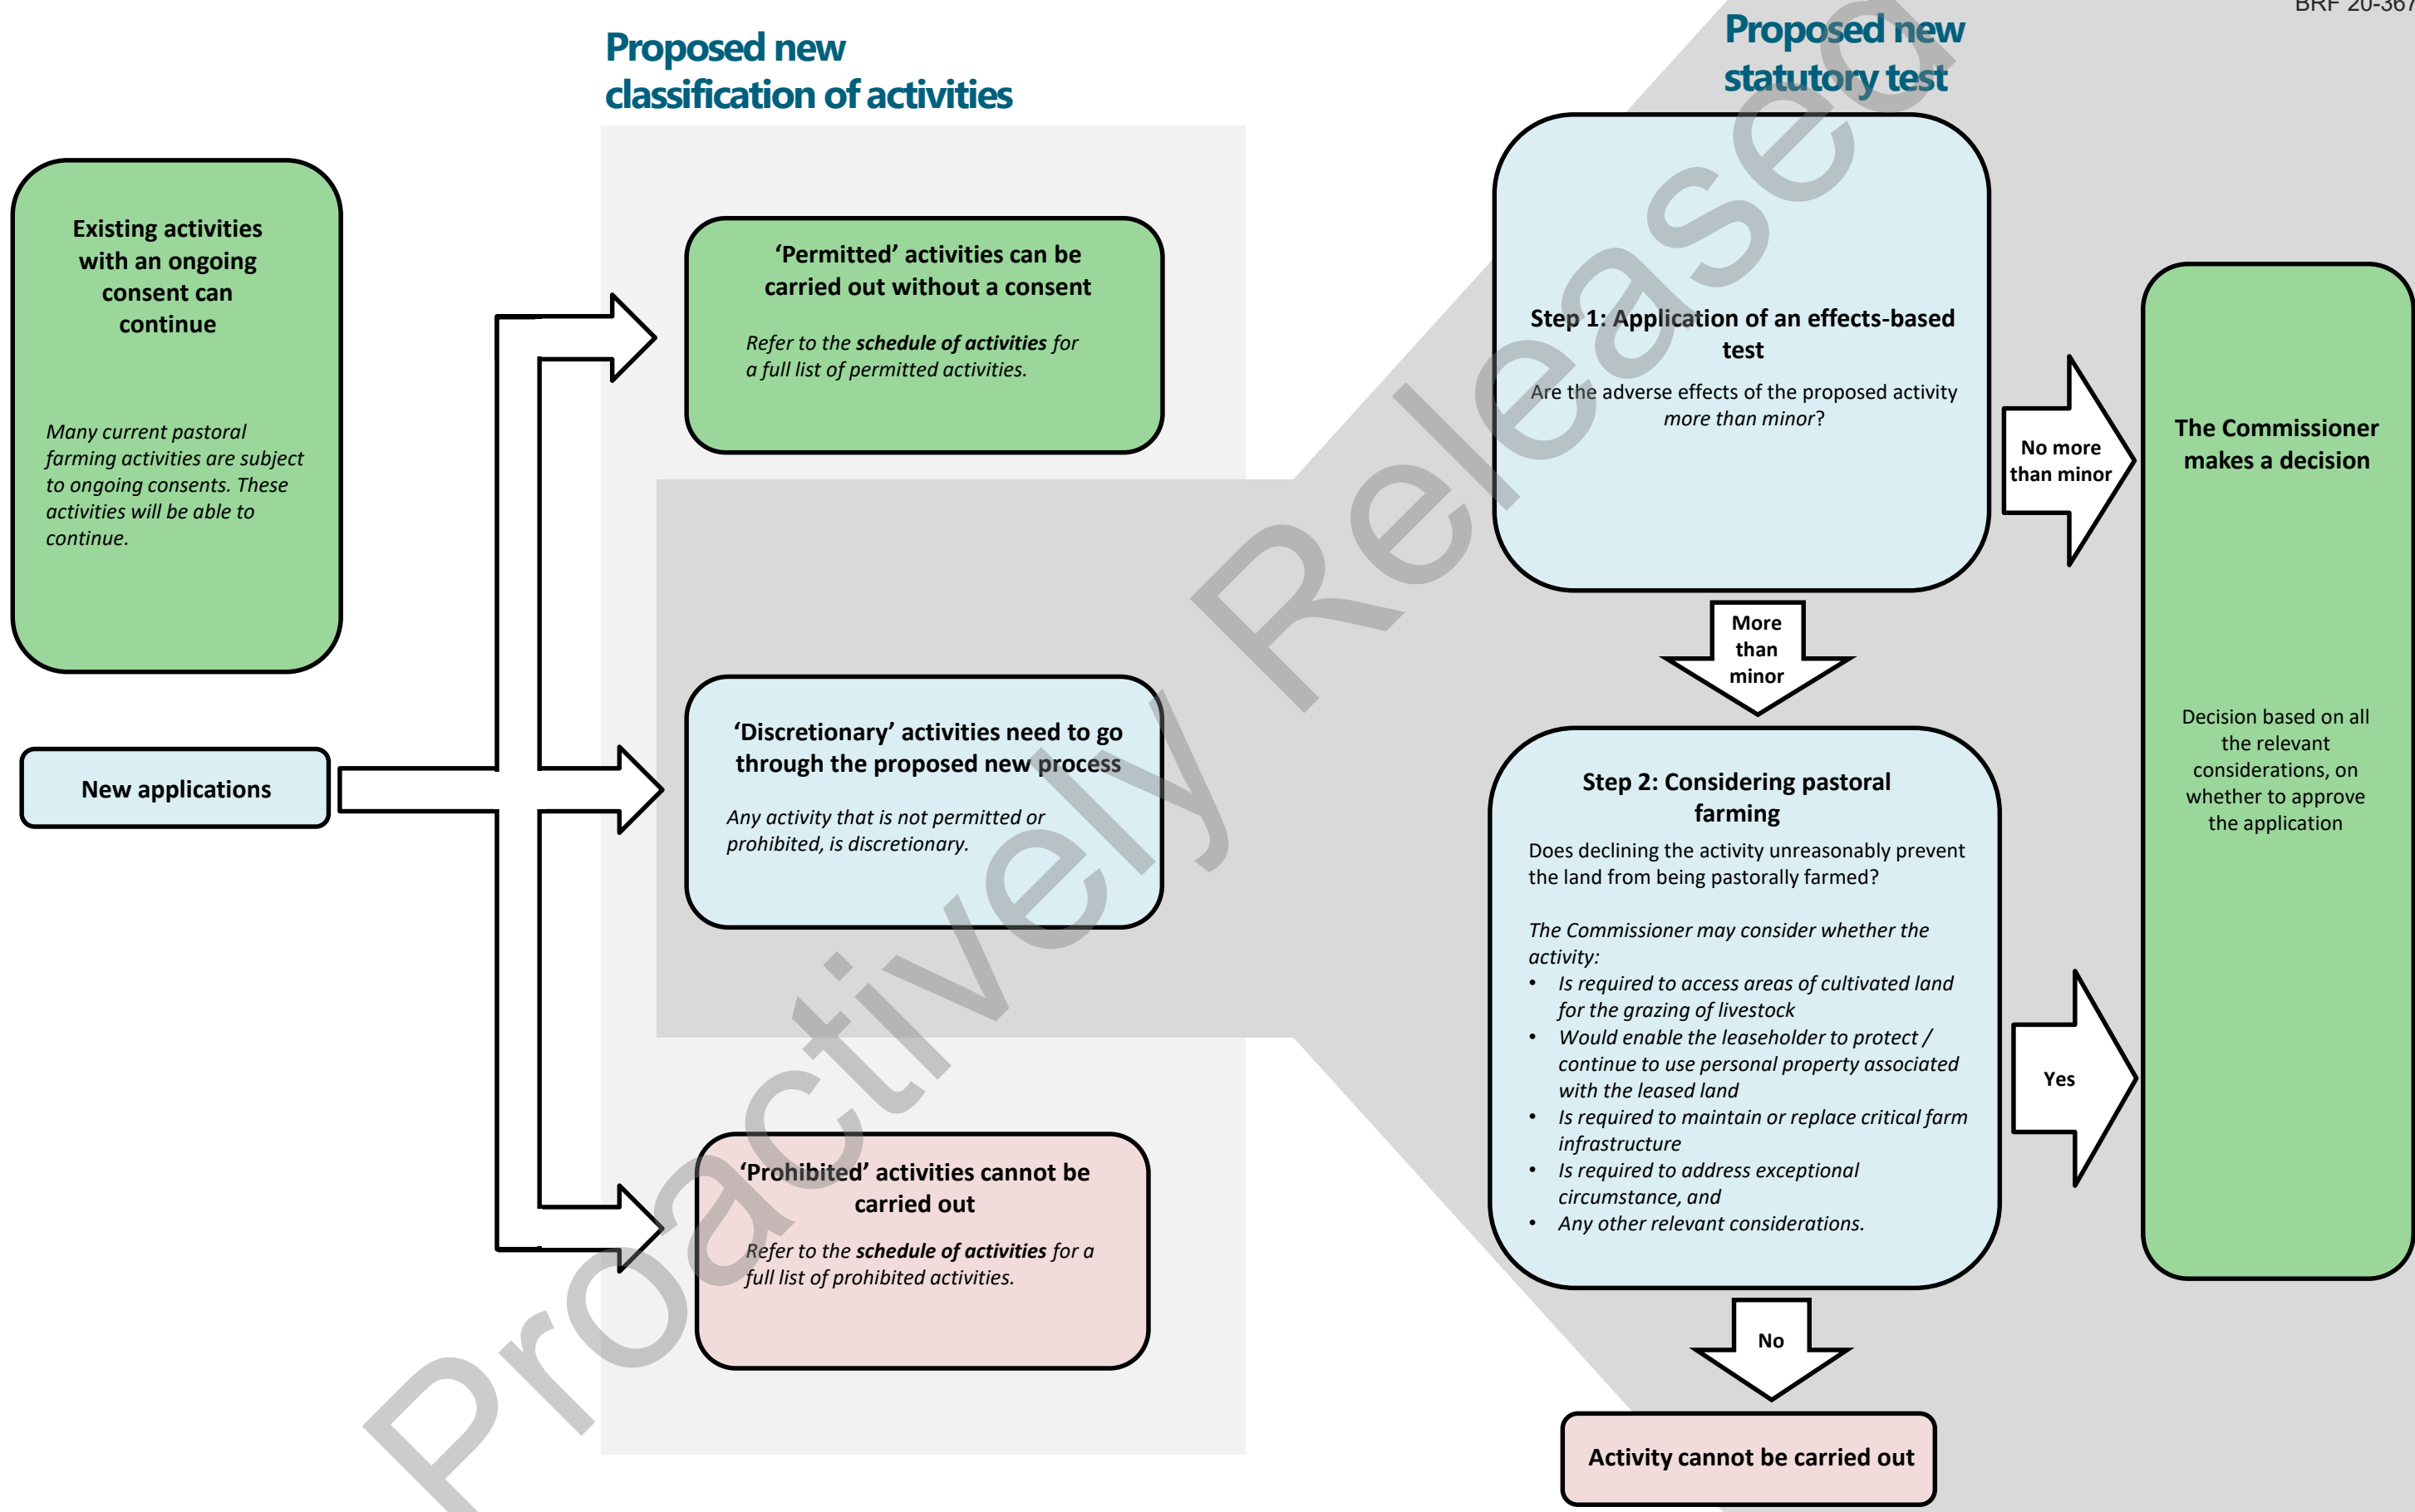 BRF 20-367
Proposed new
classification of activities
Proposed new
statutory test
Existing activities
with an ongoing
consent can
continue
Many current pastoral
farming activities are subject
to ongoing consents. These
activities will be able to
continue.
New applications
‘Permitted’ activities can be
carried out without a consent
Refer to the schedule of activities for
a full list of permitted activities.
‘Discretionary’ activities need to go
through the proposed new process
Any activity that is not permitted or
prohibited, is discretionary.
‘Prohibited’ activities cannot be
carried out
Refer to the schedule of activities for a
full list of prohibited activities.
Step 1: Application of an effects-based
test
Are the adverse effects of the proposed activity
more than minor?
No more
than minor
More
than
minor
Step 2: Considering pastoral
farming
Does declining the activity unreasonably prevent
the land from being pastorally farmed?
The Commissioner may consider whether the
activity:
• Is required to access areas of cultivated land
for the grazing of livestock
• Would enable the leaseholder to protect /
continue to use personal property associated
with the leased land
• Is required to maintain or replace critical farm
infrastructure
• Is required to address exceptional
circumstance, and
• Any other relevant considerations.
Yes
No
Activity cannot be carried out
The Commissioner
makes a decision
Decision based on all
the relevant
considerations, on
whether to approve
the application
Proactively Released